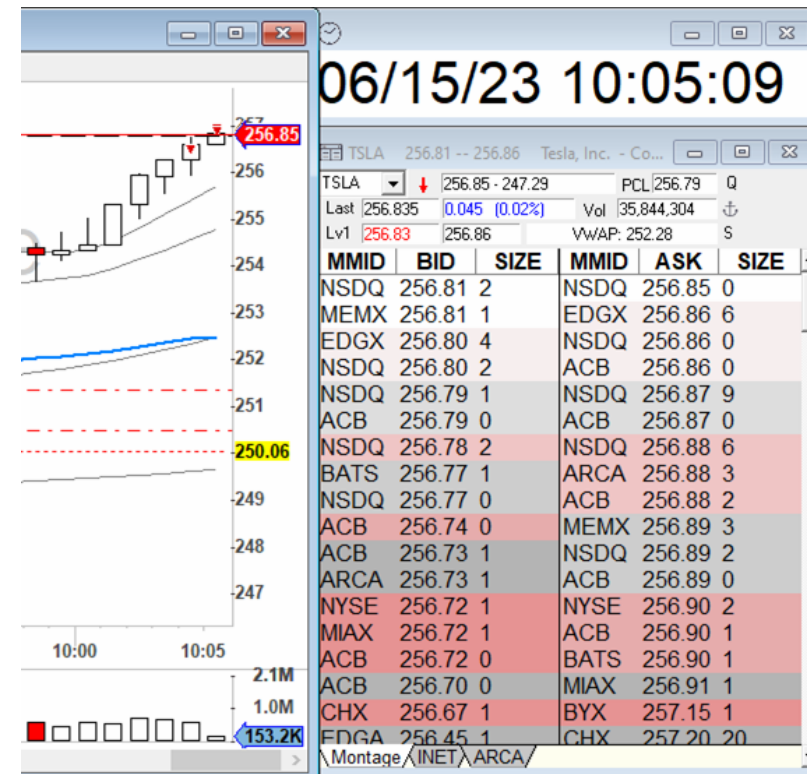 06/15/23 10:05:09
257
256.85
256
255
254
253
252
251
250.06
249
248
247
10:00 10:05
2.1M
1.0M
153.2K
TSLA 256.81 -- 256.86 Tesla, Inc. - Co...
TSLA 256.85 - 247.29 PCL 256.79 Q
Last 256.835 0.045 (0.02%) Vol 35,844,304
Lv1 256.83 256.86 VWAP: 252.28 S
MMID BID SIZE MMID ASK SIZE
NSDQ 256.81 2 NSDQ 256.85 0
MEMX 256.81 1 EDGX 256.86 6
EDGX 256.80 4 NSDQ 256.86 0
NSDQ 256.80 2 ACB 256.86 0
NSDQ 256.79 1 NSDQ 256.87 9
ACB 256.79 0 ACB 256.87 0
NSDQ 256.78 2 NSDQ 256.88 6
BATS 256.77 1 ARCA 256.88 3
NSDQ 256.77 0 ACB 256.88 2
ACB 256.74 0 MEMX 256.89 3
ACB 256.73 1 NSDQ 256.89 2
ARCA 256.73 1 ACB 256.89 0
NYSE 256.72 1 NYSE 256.90 2
MIAX 256.72 1 ACB 256.90 1
ACB 256.72 0 BATS 256.90 1
ACB 256.70 0 MIAX 256.91 1
CHX 256.67 1 BYX 257.15 1
EDGA 256.45 1 CHX 257.20 20
Montage INET ARCA